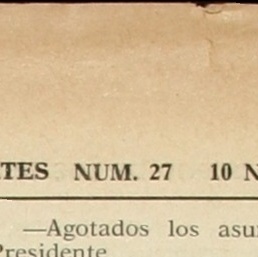 TES NUM. 27 10 N
—Agotados los asu
Presidente